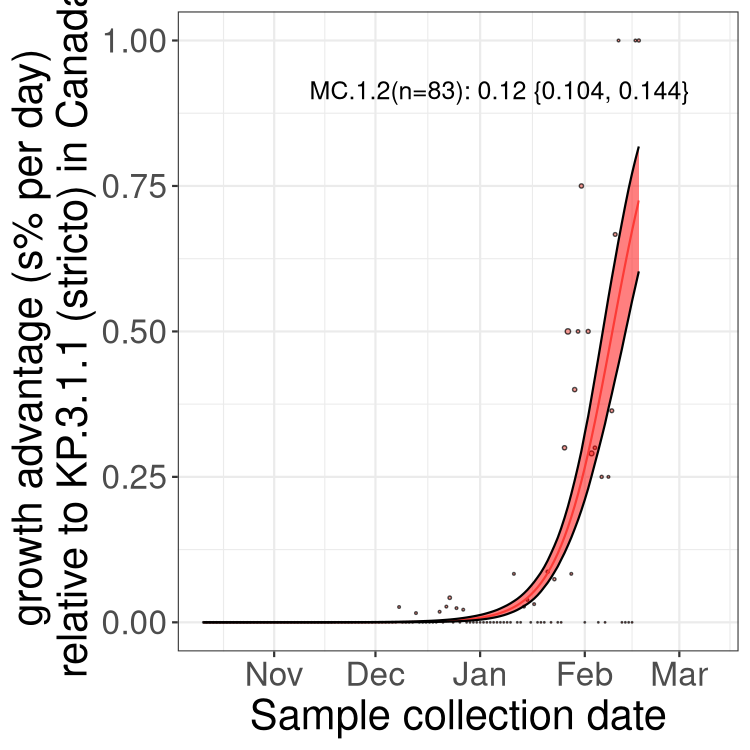 growth advantage (s% per day)
relative to KP.3.1.1 (stricto) in Canada
1.00
0.75
0.50
0.25
0.00
MC.1.2(n=83): 0.12 {0.104, 0.144}
Nov Dec Jan Feb Mar
Sample collection date